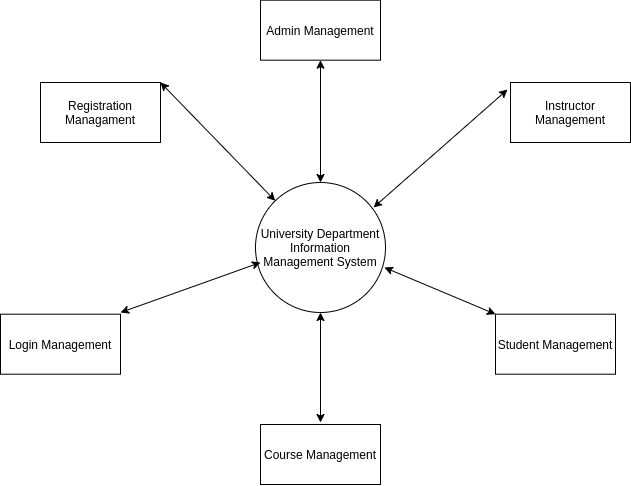 Admin Management
Registration
Managament
Instructor
Management
University Department
Information
Management System
Login Management
Student Management
Course Management